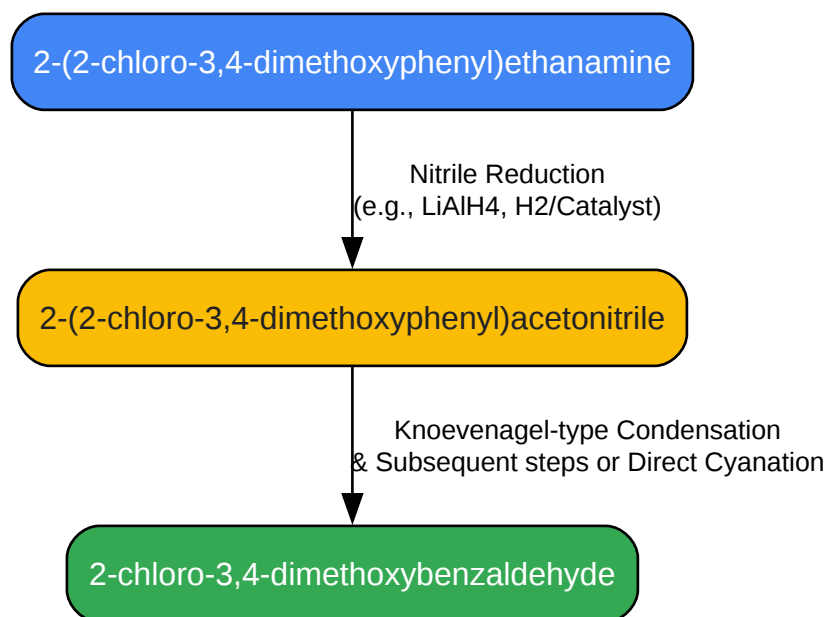 2-(2-chloro-3,4-dimethoxyphenyl)ethanamine
Nitrile Reduction
(e.g., LiAlH4, H2/Catalyst)
2-(2-chloro-3,4-dimethoxyphenyl)acetonitrile
Knoevenagel-type Condensation
& Subsequent steps or Direct Cyanation
2-chloro-3,4-dimethoxybenzaldehyde